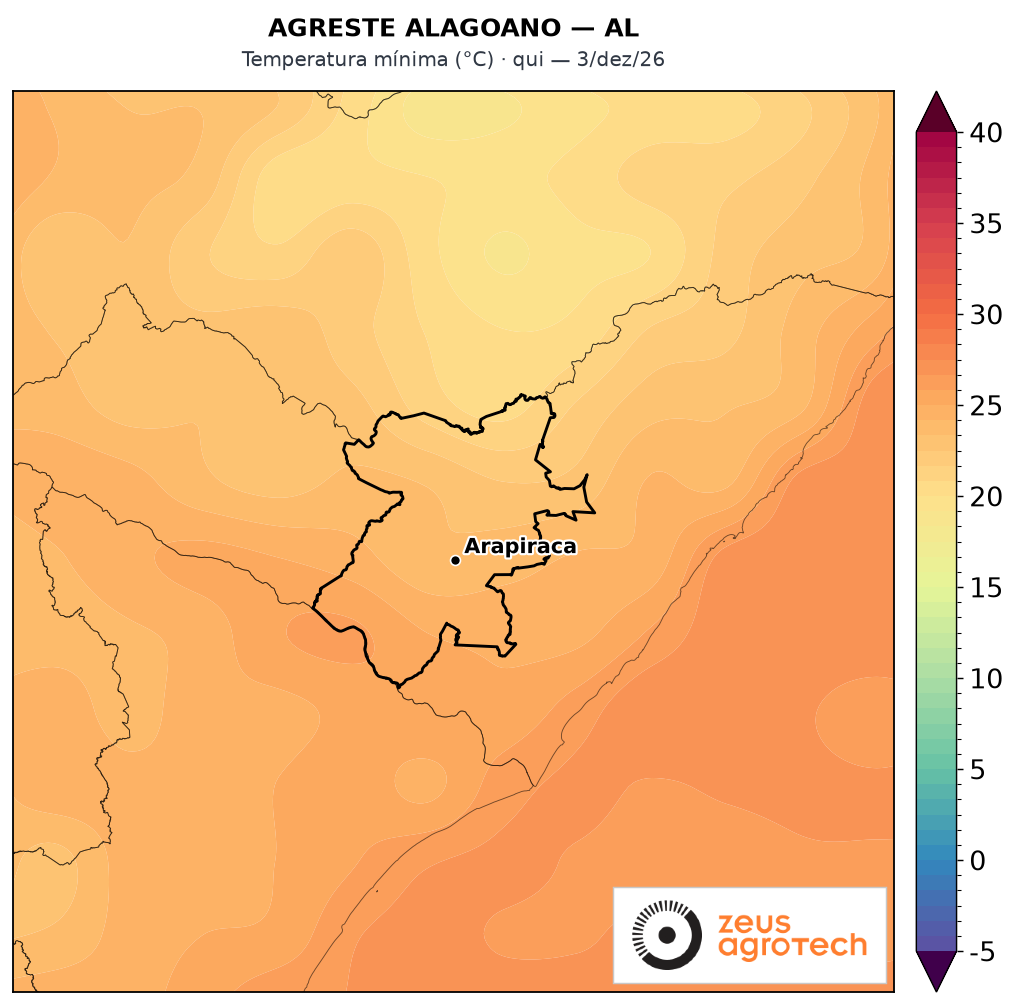 AGRESTE ALAGOANO — AL
Temperatura mínima (°C) · qui — 3/dez/26
40
35
30
25
20
15
10
5
0
-5
Arapiraca
zeus
agrotech